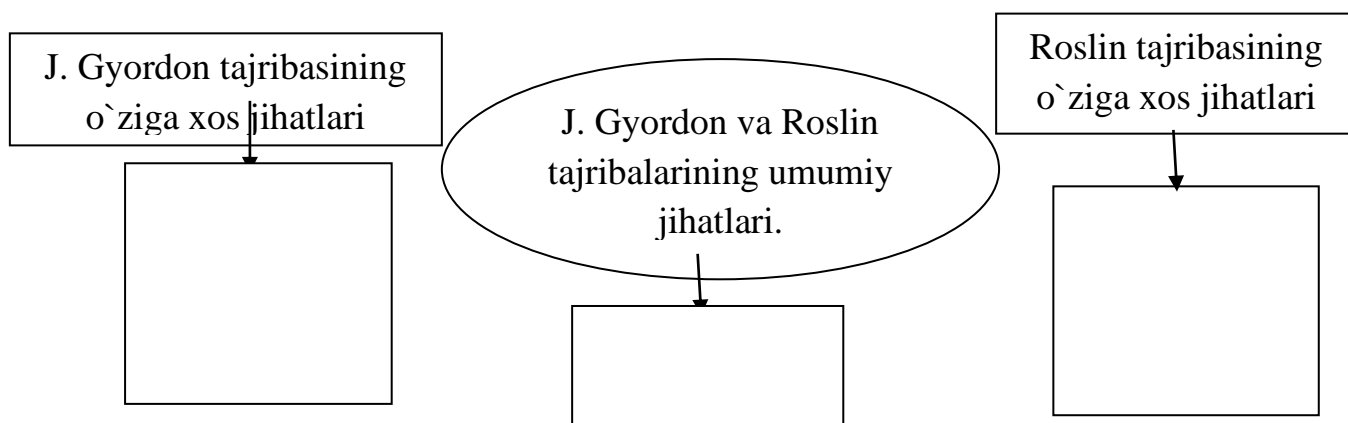 J. Gyordon tajribasining
o`ziga xos jihatlari
J. Gyordon va Roslin
tajribalarining umumiy
jihatlari.
Roslin tajribasining
o`ziga xos jihatlari